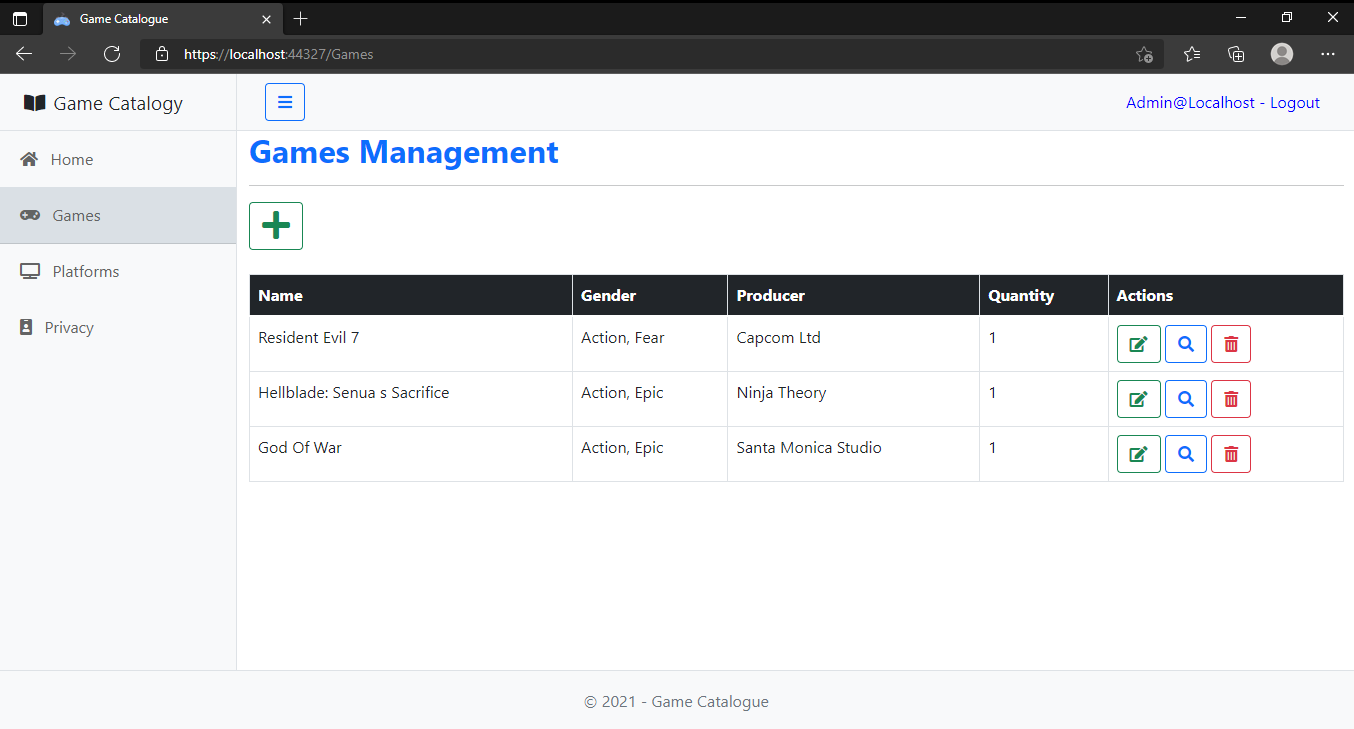 Game Catalogue
https://localhost:44327/Games
Game Catalogy
Admin@Localhost - Logout
Home
Games
Platforms
Privacy
Games Management
Name Gender Producer Quantity Actions
Resident Evil 7 Action, Fear Capcom Ltd 1
Hellblade: Senua s Sacrifice Action, Epic Ninja Theory 1
God Of War Action, Epic Santa Monica Studio 1
© 2021 - Game Catalogue